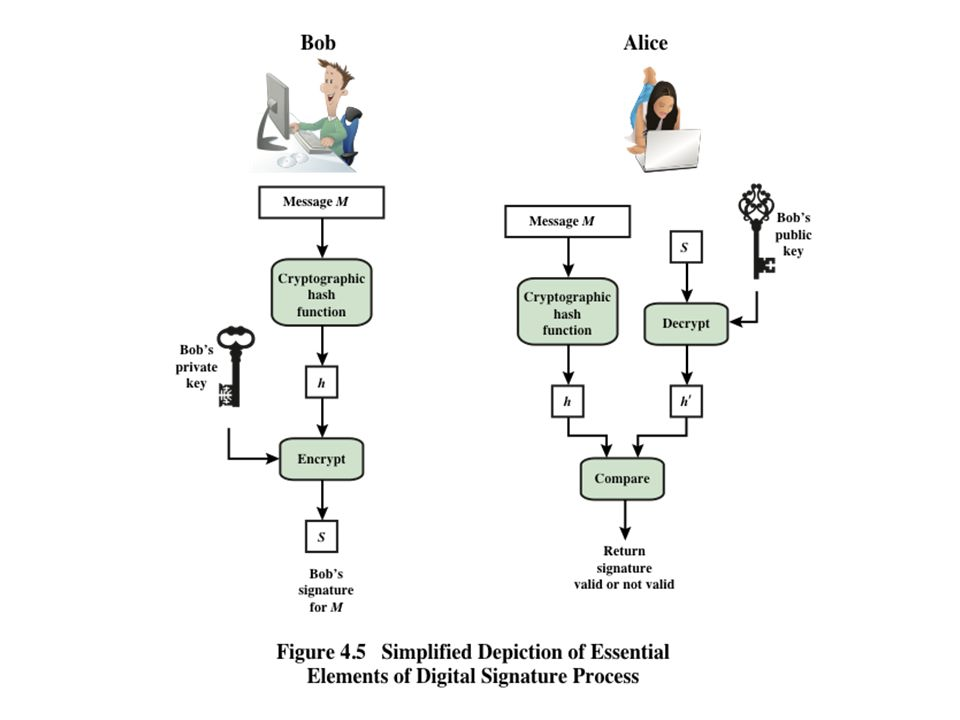 Bob
Message M
Cryptographic
hash
function
Bob's
private
key
h
Encrypt
S
Bob's
signature
for M
Alice
Message M
Cryptographic
hash
function
h
S
Bob's
public
key
Decrypt
h'
Compare
Return
signature
valid or not valid
Figure 4.5 Simplified Depiction of Essential
Elements of Digital Signature Process